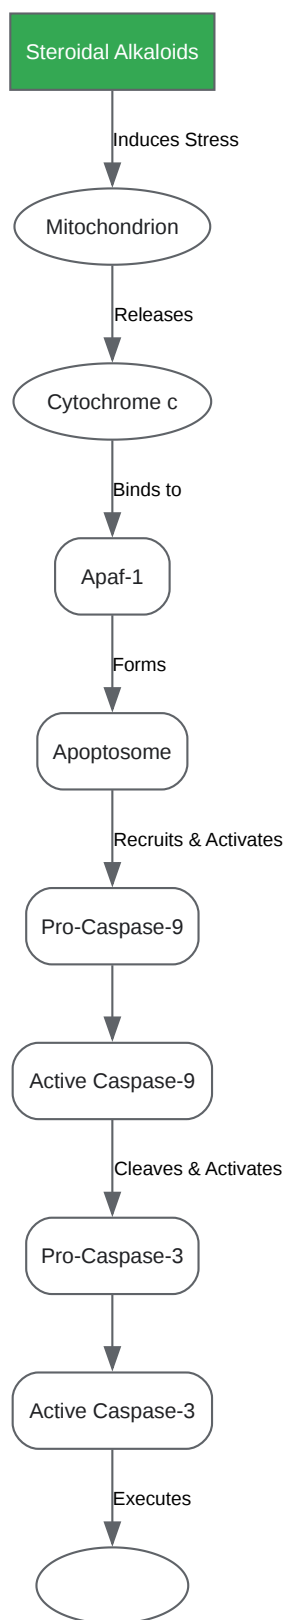 Steroidal Alkaloids
Induces Stress
Mitochondrion
Releases
Cytochrome c
Binds to
Apaf-1
Forms
Apoptosome
Recruits & Activates
Pro-Caspase-9
Active Caspase-9
Cleaves & Activates
Pro-Caspase-3
Active Caspase-3
Executes